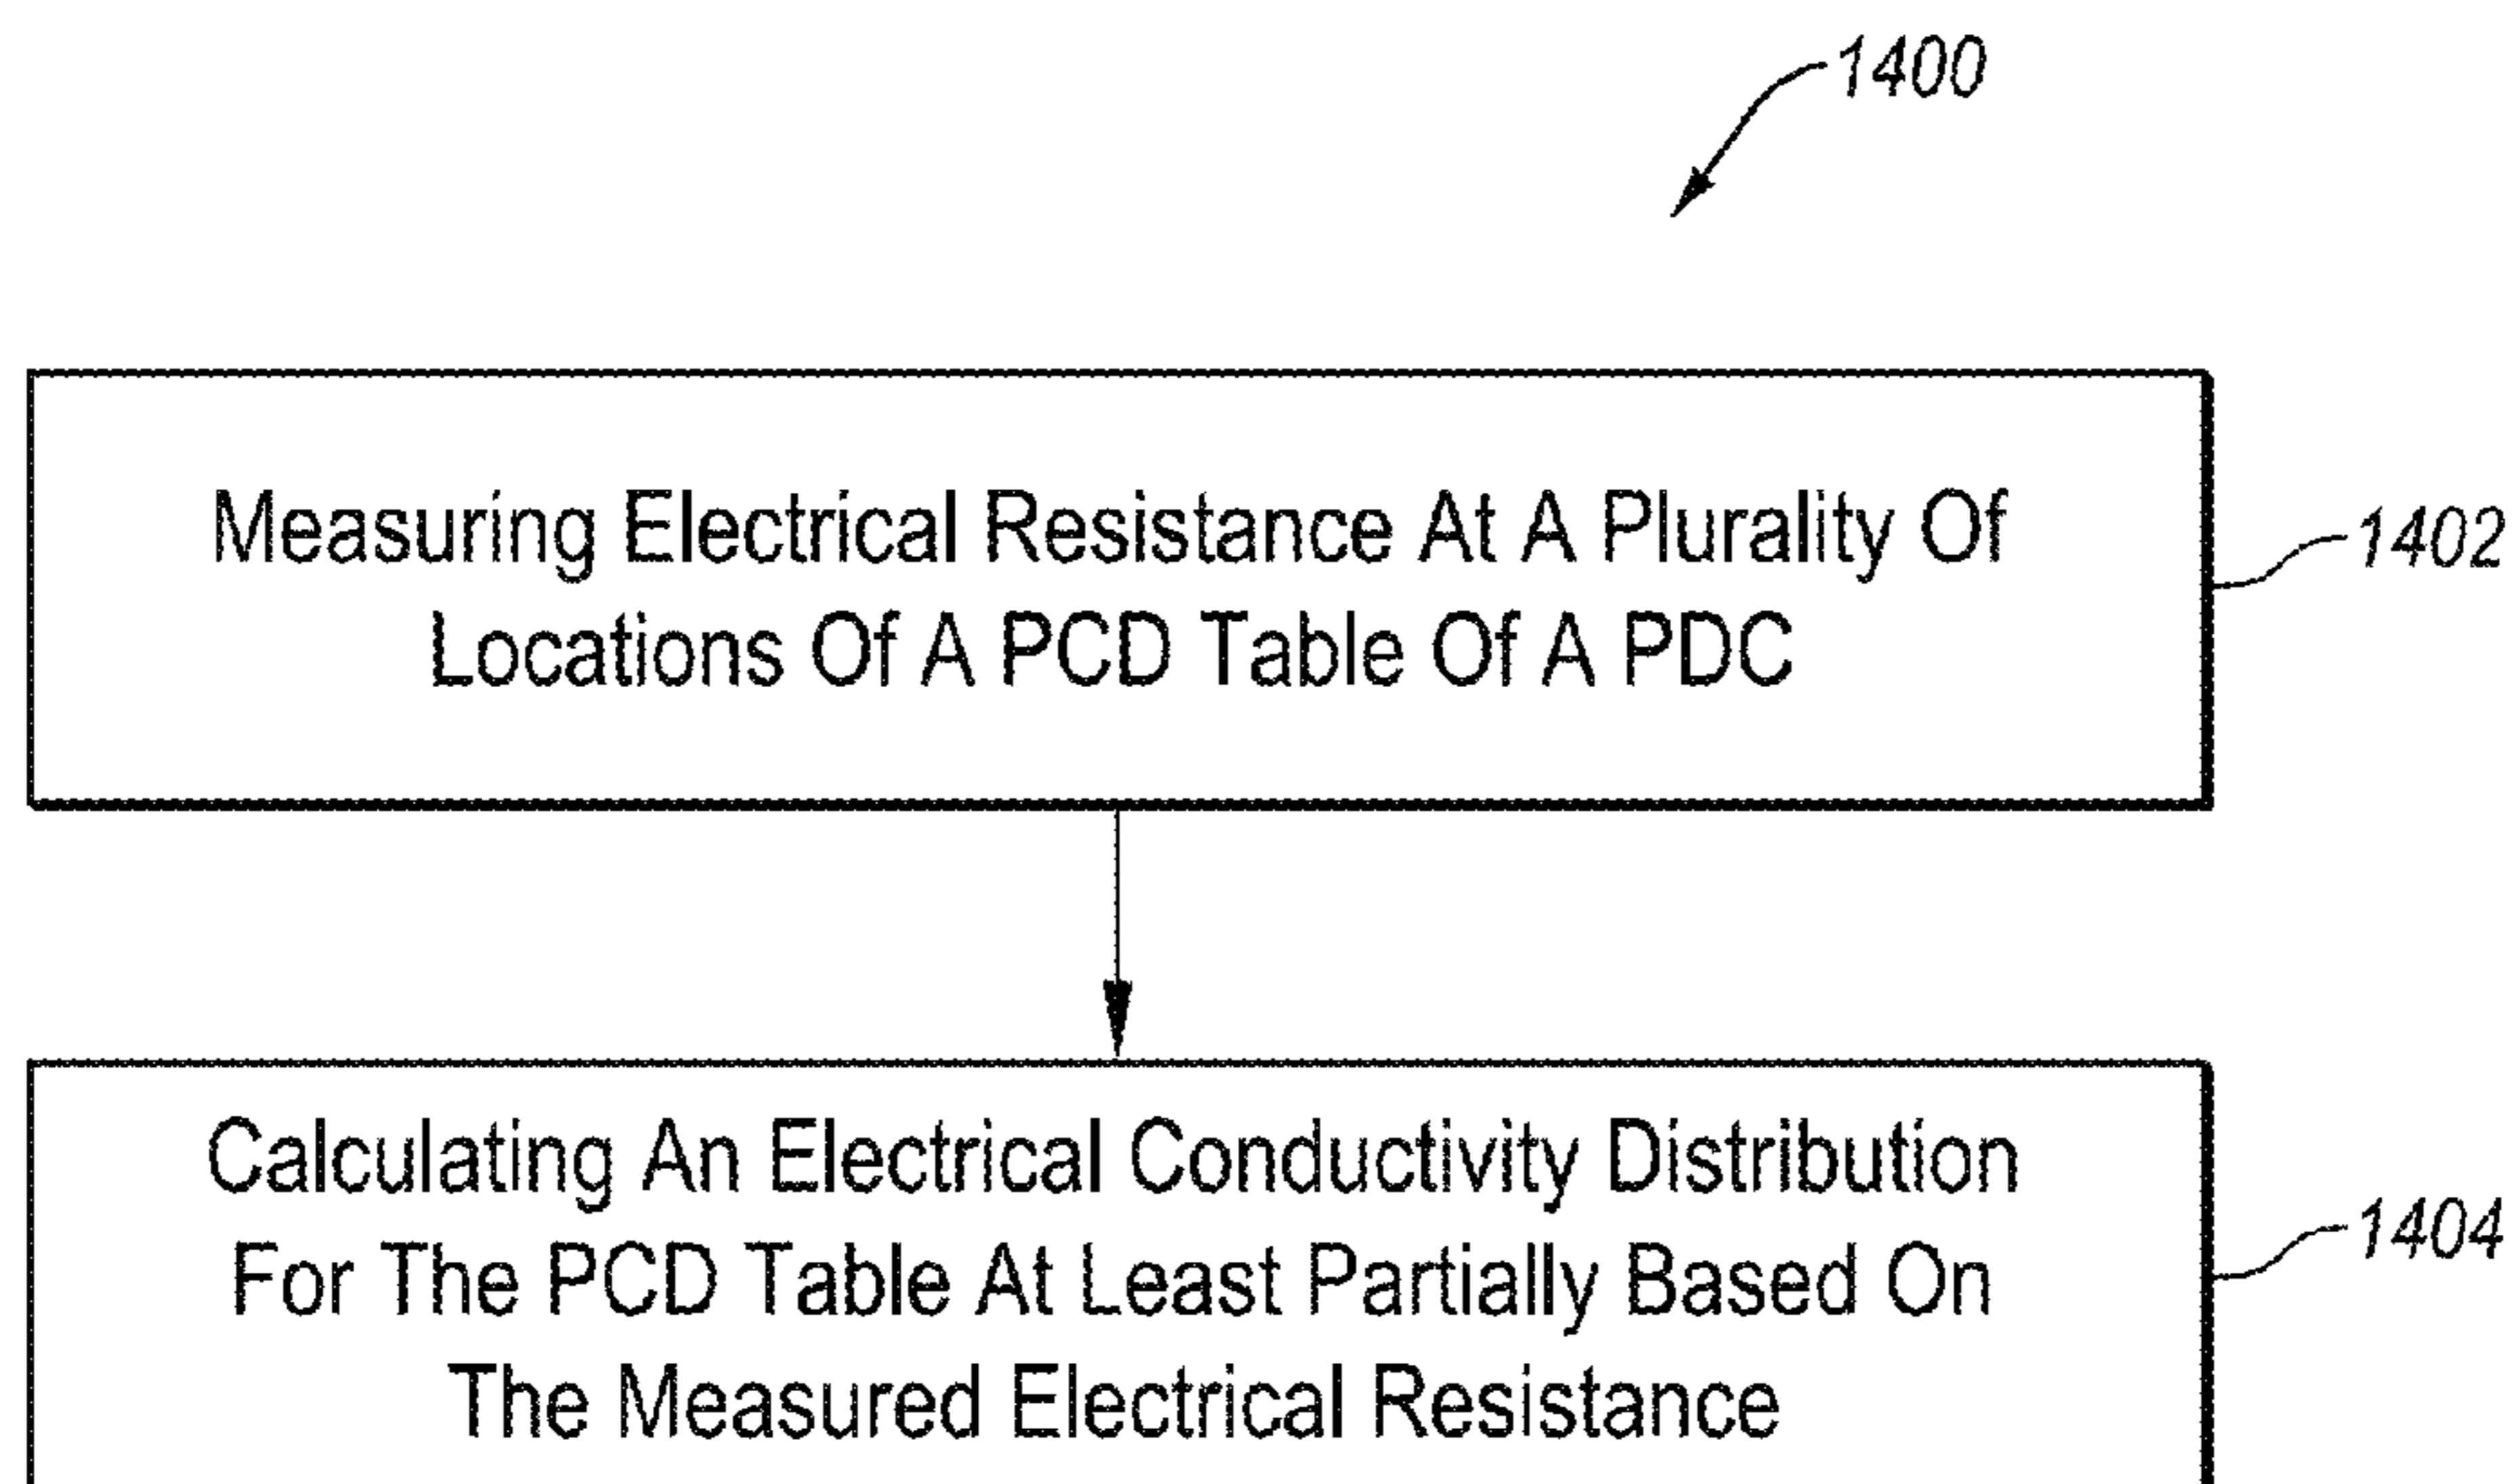 1400
Measuring Electrical Resistance At A Plurality Of
Locations Of A PCD Table Of A PDC
1402
Calculating An Electrical Conductivity Distribution
For The PCD Table At Least Partially Based On
The Measured Electrical Resistance
1404